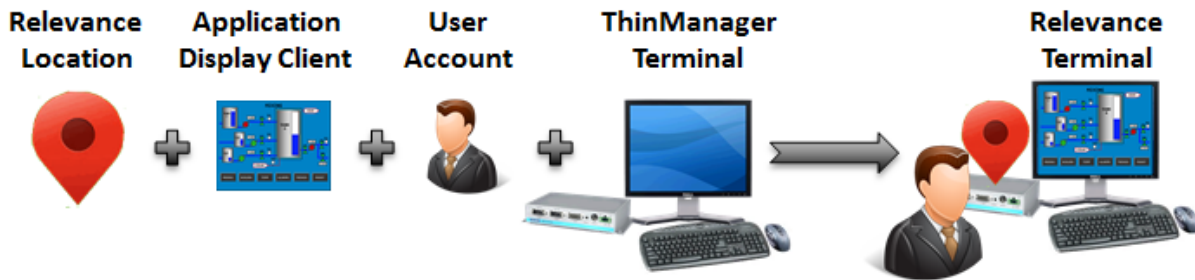 Relevance
Location
Application
Display Client
User
Account
ThinManager
Terminal
Relevance
Terminal